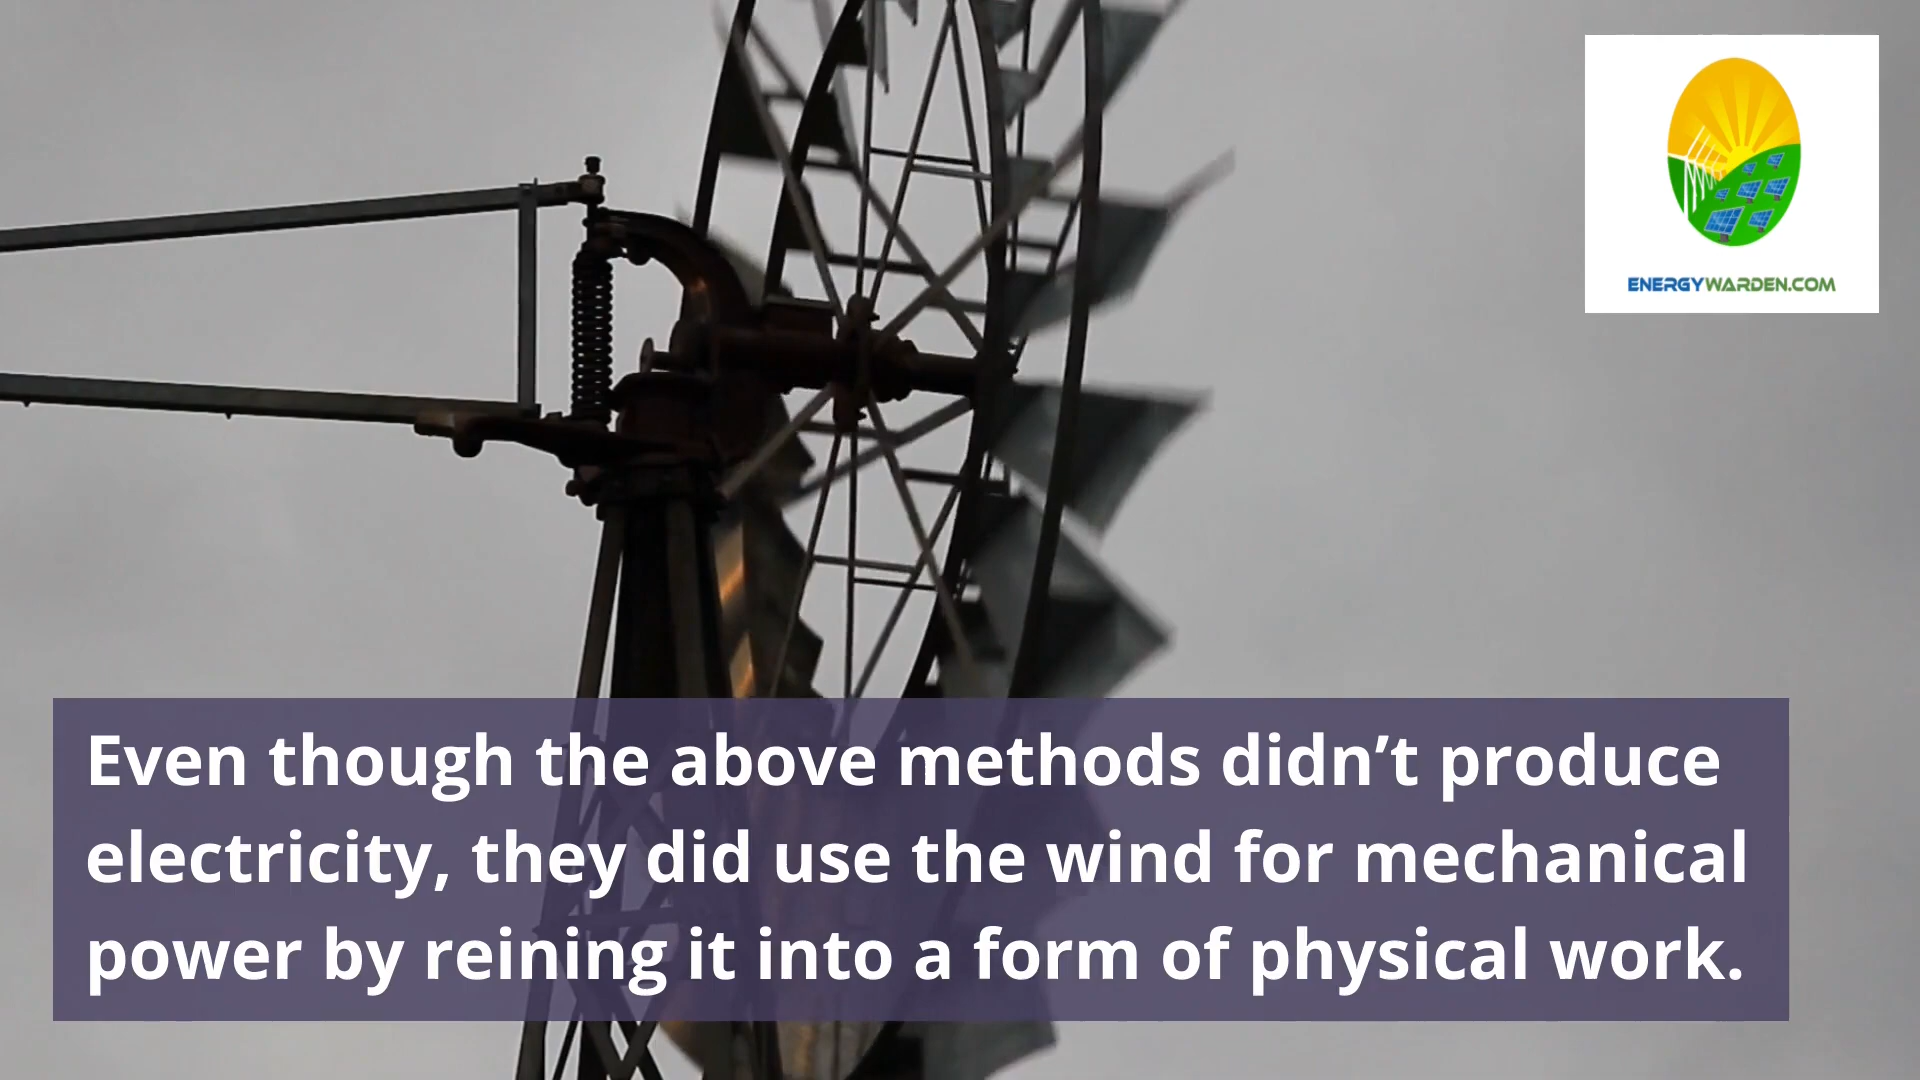 ENERGYWARDEN.COM
Even though the above methods didn’t produce
electricity, they did use the wind for mechanical
power by reining it into a form of physical work.